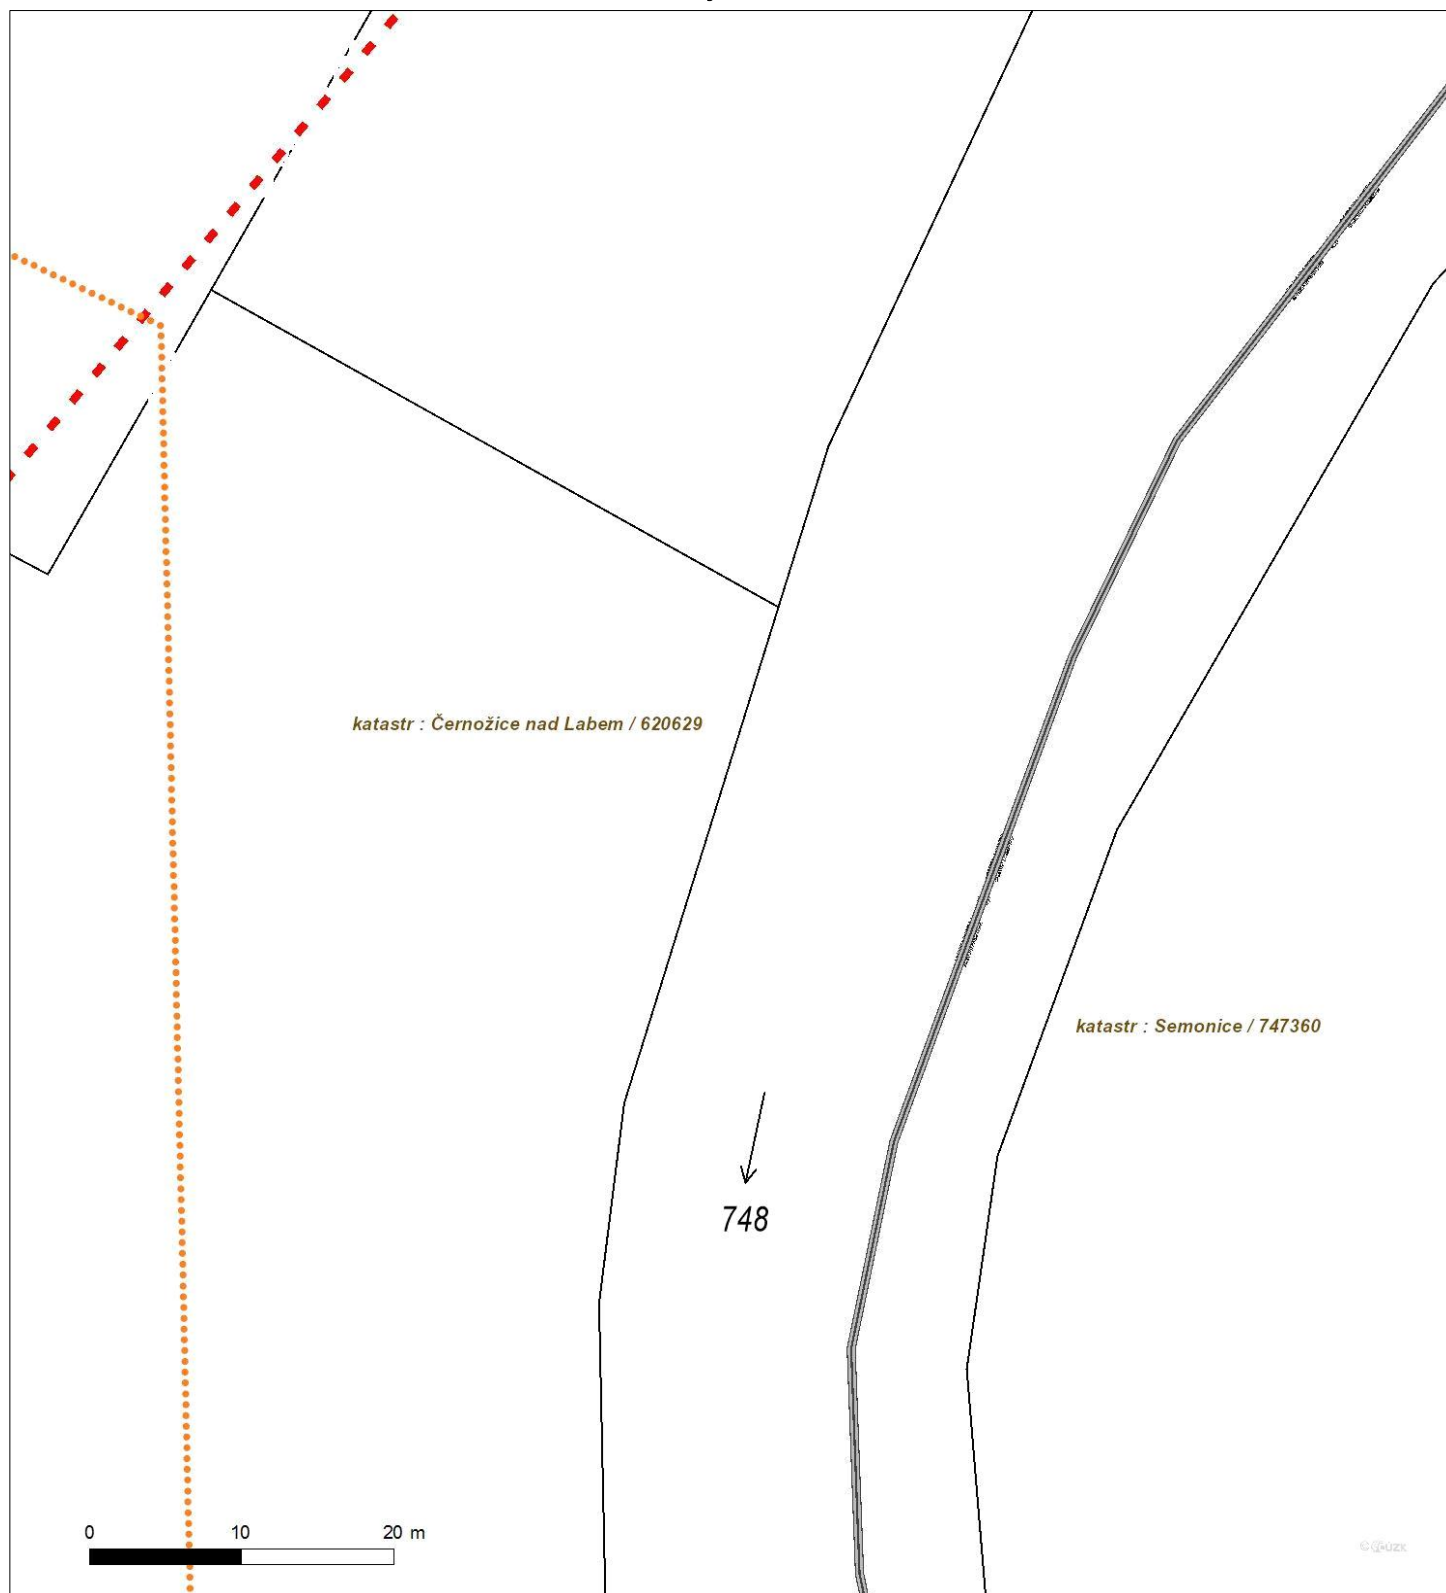 katastr : Černožice nad Labem / 620629
katastr : Semonice / 747360
748
0 10 20 m